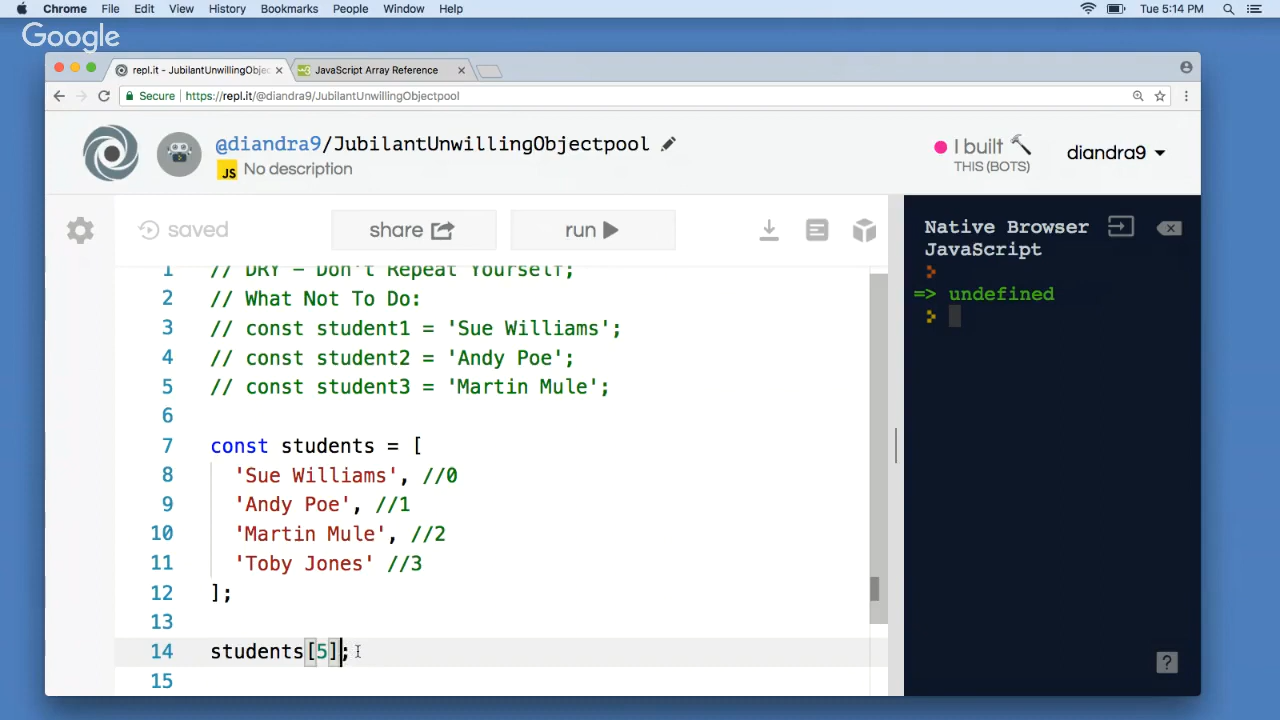 Chrome File Edit View History Bookmarks People Window Help Tue 5:14 PM
Google
repl.it - JubilantUnwillingObjec × JavaScript Array Reference ×
Secure | https://repl.it/@diandra9/JubilantUnwillingObjectpool
@diandra9/JubilantUnwillingObjectpool
JS No description
I built
THIS (BOTS)
diandra9
saved share run
Native Browser
JavaScript
=> undefined
1 // DRY - Don't Repeat Yourself;
2 // What Not To Do:
3 // const student1 = 'Sue Williams';
4 // const student2 = 'Andy Poe';
5 // const student3 = 'Martin Mule';
6
7 const students = [
8 'Sue Williams', //0
9 'Andy Poe', //1
10 'Martin Mule', //2
11 'Toby Jones' //3
12 ];
13
14 students[5];
15
?